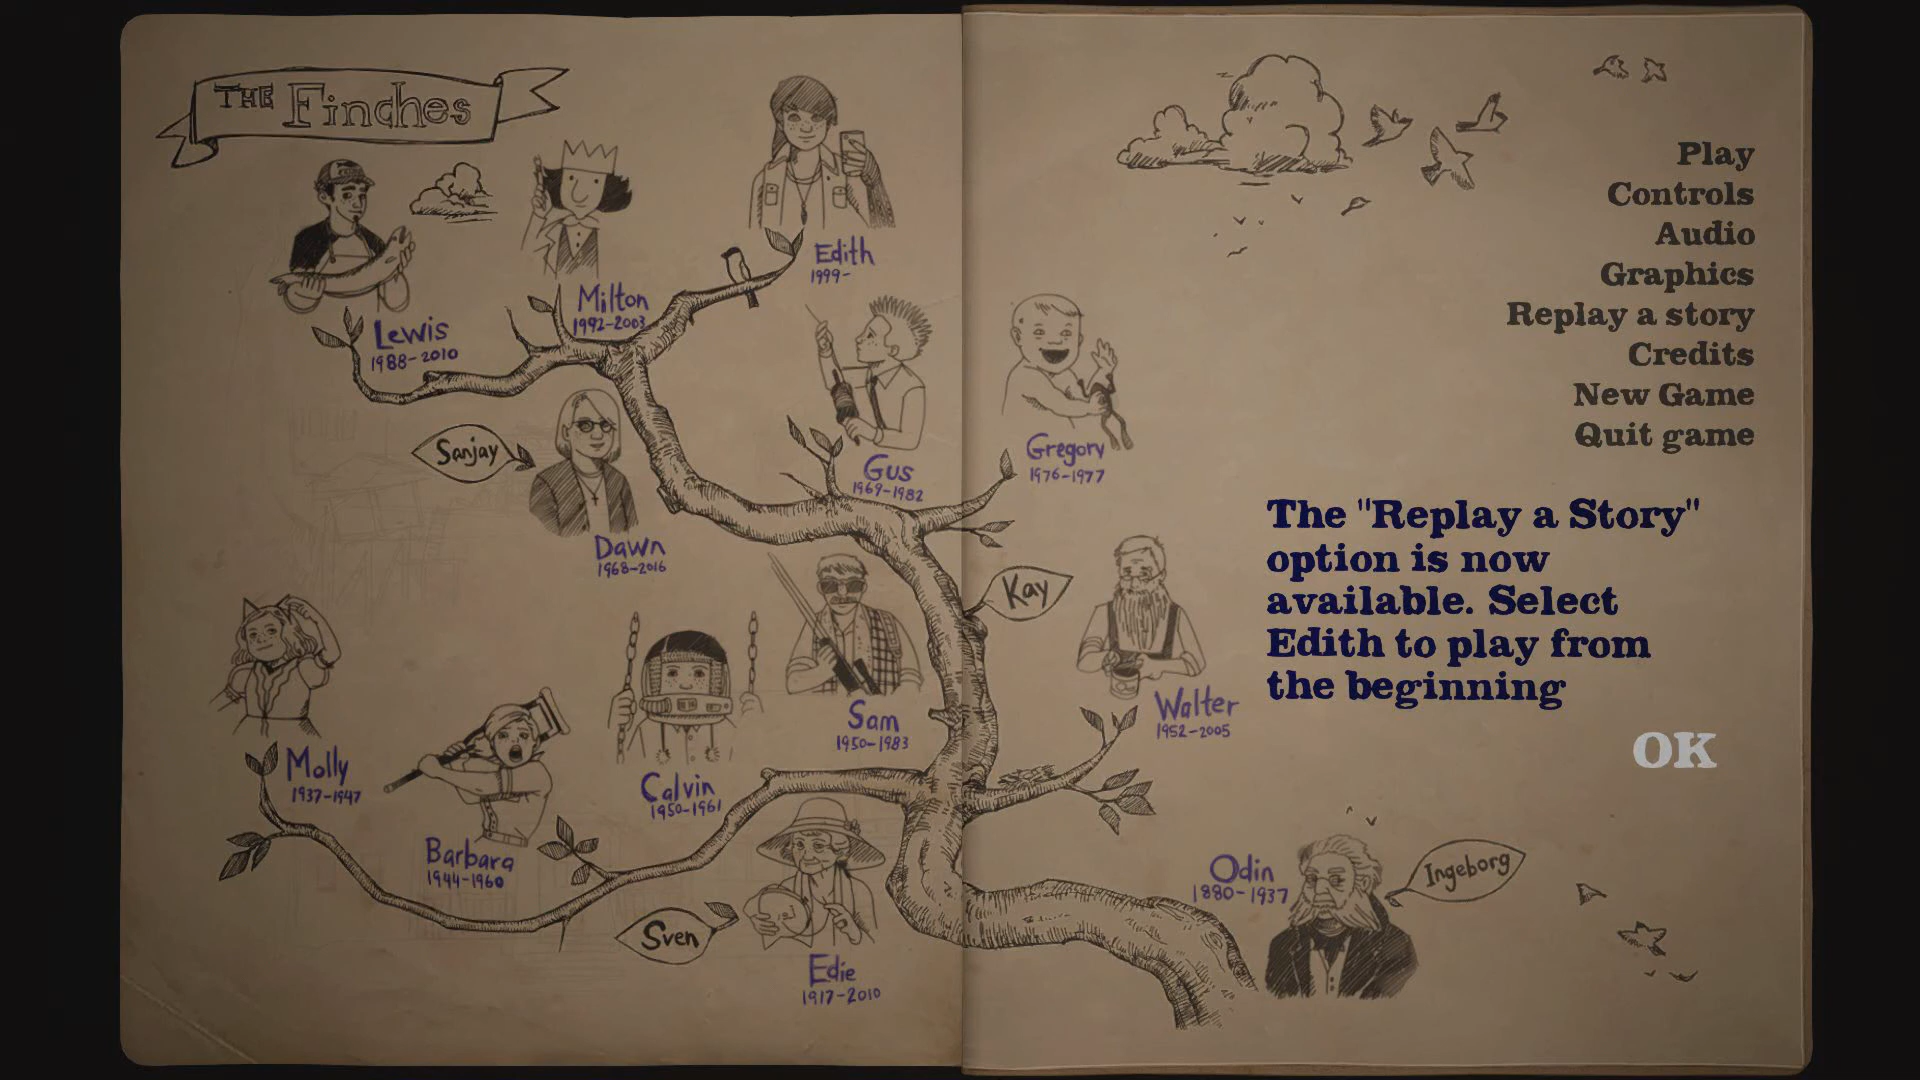 THE Finches
Edith
1999-
Milton
1992-2003
Lewis
1988-2010
Sanjay
Dawn
1968-2016
Gus
1969-1982
Gregory
1976-1977
Kay
Sam
1950-1983
Walter
1952-2005
Molly
1937-1947
Barbara
1944-1960
Calvin
1950-1961
Sven
Edie
1917-2010
Odin
1880-1937
Ingeborg
Play
Controls
Audio
Graphics
Replay a story
Credits
New Game
Quit game
The "Replay a Story"
option is now
available. Select
Edith to play from
the beginning
OK